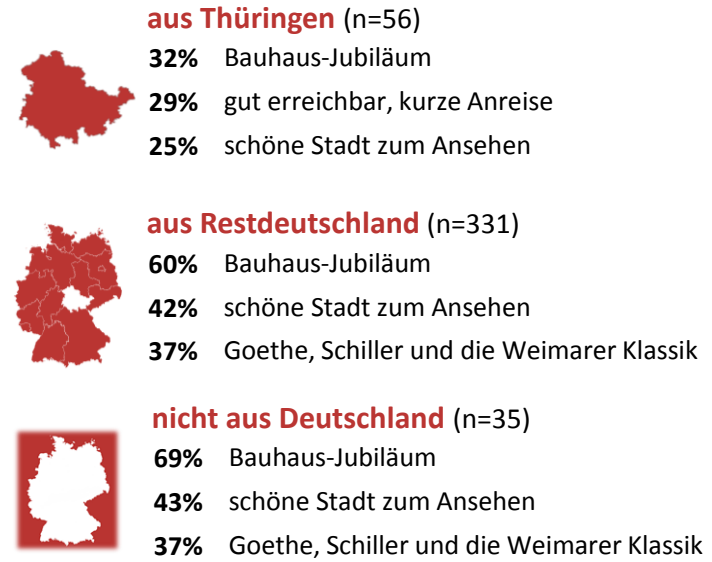 aus Thüringen (n=56)
32% Bauhaus-Jubiläum
29% gut erreichbar, kurze Anreise
25% schöne Stadt zum Ansehen
aus Restdeutschland (n=331)
60% Bauhaus-Jubiläum
42% schöne Stadt zum Ansehen
37% Goethe, Schiller und die Weimarer Klassik
nicht aus Deutschland (n=35)
69% Bauhaus-Jubiläum
43% schöne Stadt zum Ansehen
37% Goethe, Schiller und die Weimarer Klassik